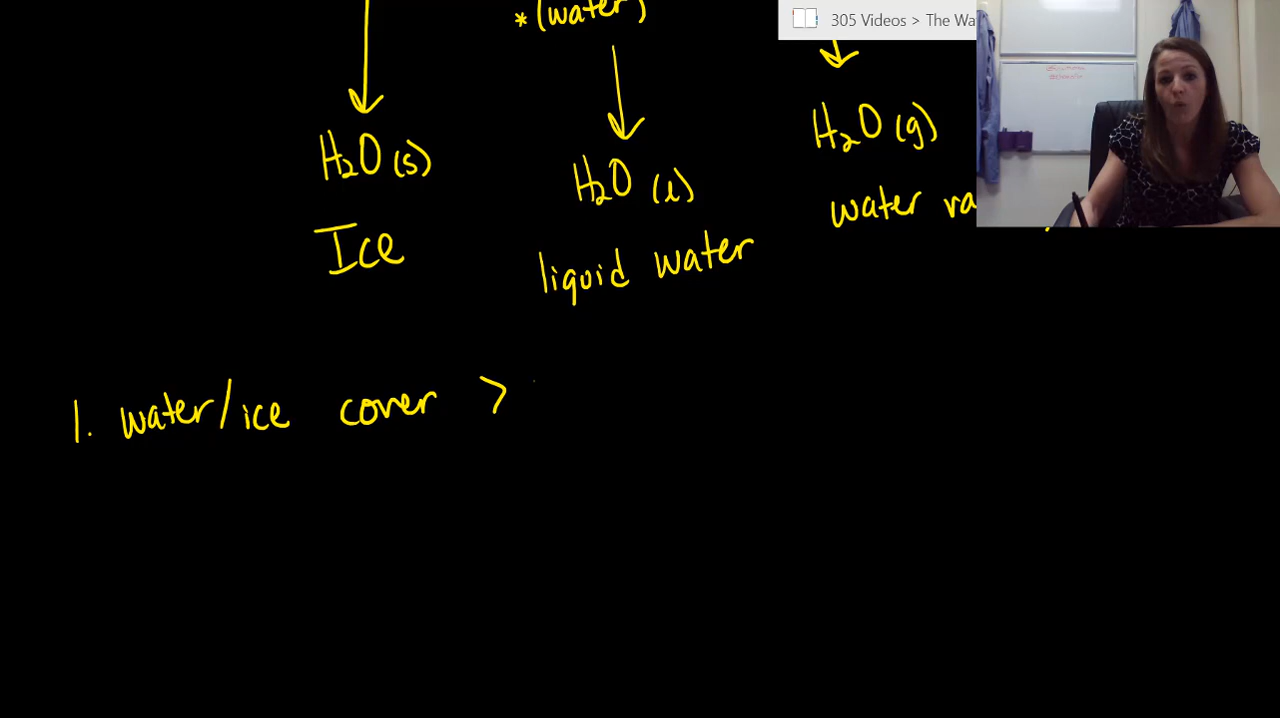 305 Videos > The Wa
*(water)
H₂O (s)
H₂O (l)
H₂O (g)
Ice
liquid water
water va
1. water/ice cover >